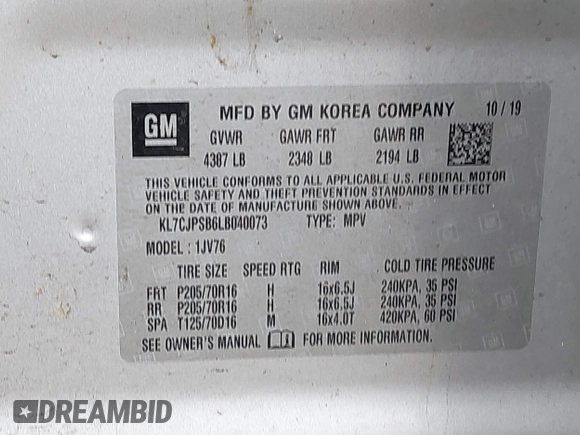 GM
MFD BY GM KOREA COMPANY 10/19
GVWR GAWR FRT GAWR RR
4387 LB 2348 LB 2194 LB
THIS VEHICLE CONFORMS TO ALL APPLICABLE U.S. FEDERAL MOTOR
VEHICLE SAFETY AND THEFT PREVENTION STANDARDS IN EFFECT
ON THE DATE OF MANUFACTURE SHOWN ABOVE.
KL7CJPSB6LB040073 TYPE: MPV
MODEL: 1JV76
TIRE SIZE SPEED RTG RIM COLD TIRE PRESSURE
FRT P205/70R16 H 16x6.5J 240KPA, 35 PSI
RR P205/70R16 H 16x6.5J 240KPA, 35 PSI
SPA T125/70D16 M 16x4.0T 420KPA, 60 PSI
SEE OWNER'S MANUAL FOR MORE INFORMATION.
DREAMBID